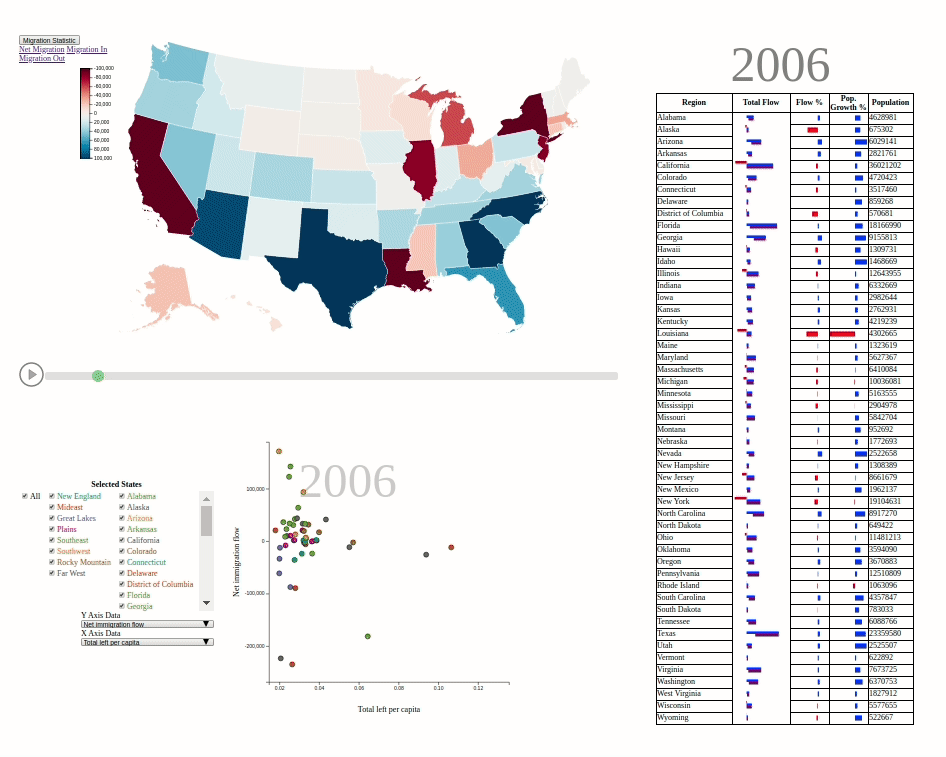 Migration Statistic
Net Migration Migration In
Migration Out
-100,000
-80,000
-60,000
-40,000
-20,000
0
20,000
40,000
60,000
80,000
100,000
2006
Region Total Flow Flow % Pop. Growth % Population
Alabama 4628981
Alaska 675302
Arizona 6029141
Arkansas 2821761
California 36021202
Colorado 4720423
Connecticut 3517460
Delaware 859268
District of Columbia 570681
Florida 18166990
Georgia 9155813
Hawaii 1309731
Idaho 1468669
Illinois 12643955
Indiana 6332669
Iowa 2982644
Kansas 2762931
Kentucky 4219239
Louisiana 4302665
Maine 1323619
Maryland 5627367
Massachusetts 6410084
Michigan 10036081
Minnesota 5163555
Mississippi 2904978
Missouri 5842704
Montana 952692
Nebraska 1772693
Nevada 2522658
New Hampshire 1308389
New Jersey 8661679
New Mexico 1962137
New York 19104631
North Carolina 8917270
North Dakota 649422
Ohio 11481213
Oklahoma 3594090
Oregon 3670883
Pennsylvania 12510809
Rhode Island 1063096
South Carolina 4357847
South Dakota 783033
Tennessee 6088766
Texas 23359580
Utah 2525507
Vermont 622892
Virginia 7673725
Washington 6370753
West Virginia 1827912
Wisconsin 5577655
Wyoming 522667
Selected States
All
New England
Mideast
Great Lakes
Plains
Southeast
Southwest
Rocky Mountain
Far West
Alabama
Alaska
Arizona
Arkansas
California
Colorado
Connecticut
Delaware
District of Columbia
Florida
Georgia
Y Axis Data
Net immigration flow
X Axis Data
Total left per capita
2006
Net immigration flow
100,000
0
-100,000
-200,000
0.02 0.04 0.06 0.08 0.10 0.12
Total left per capita